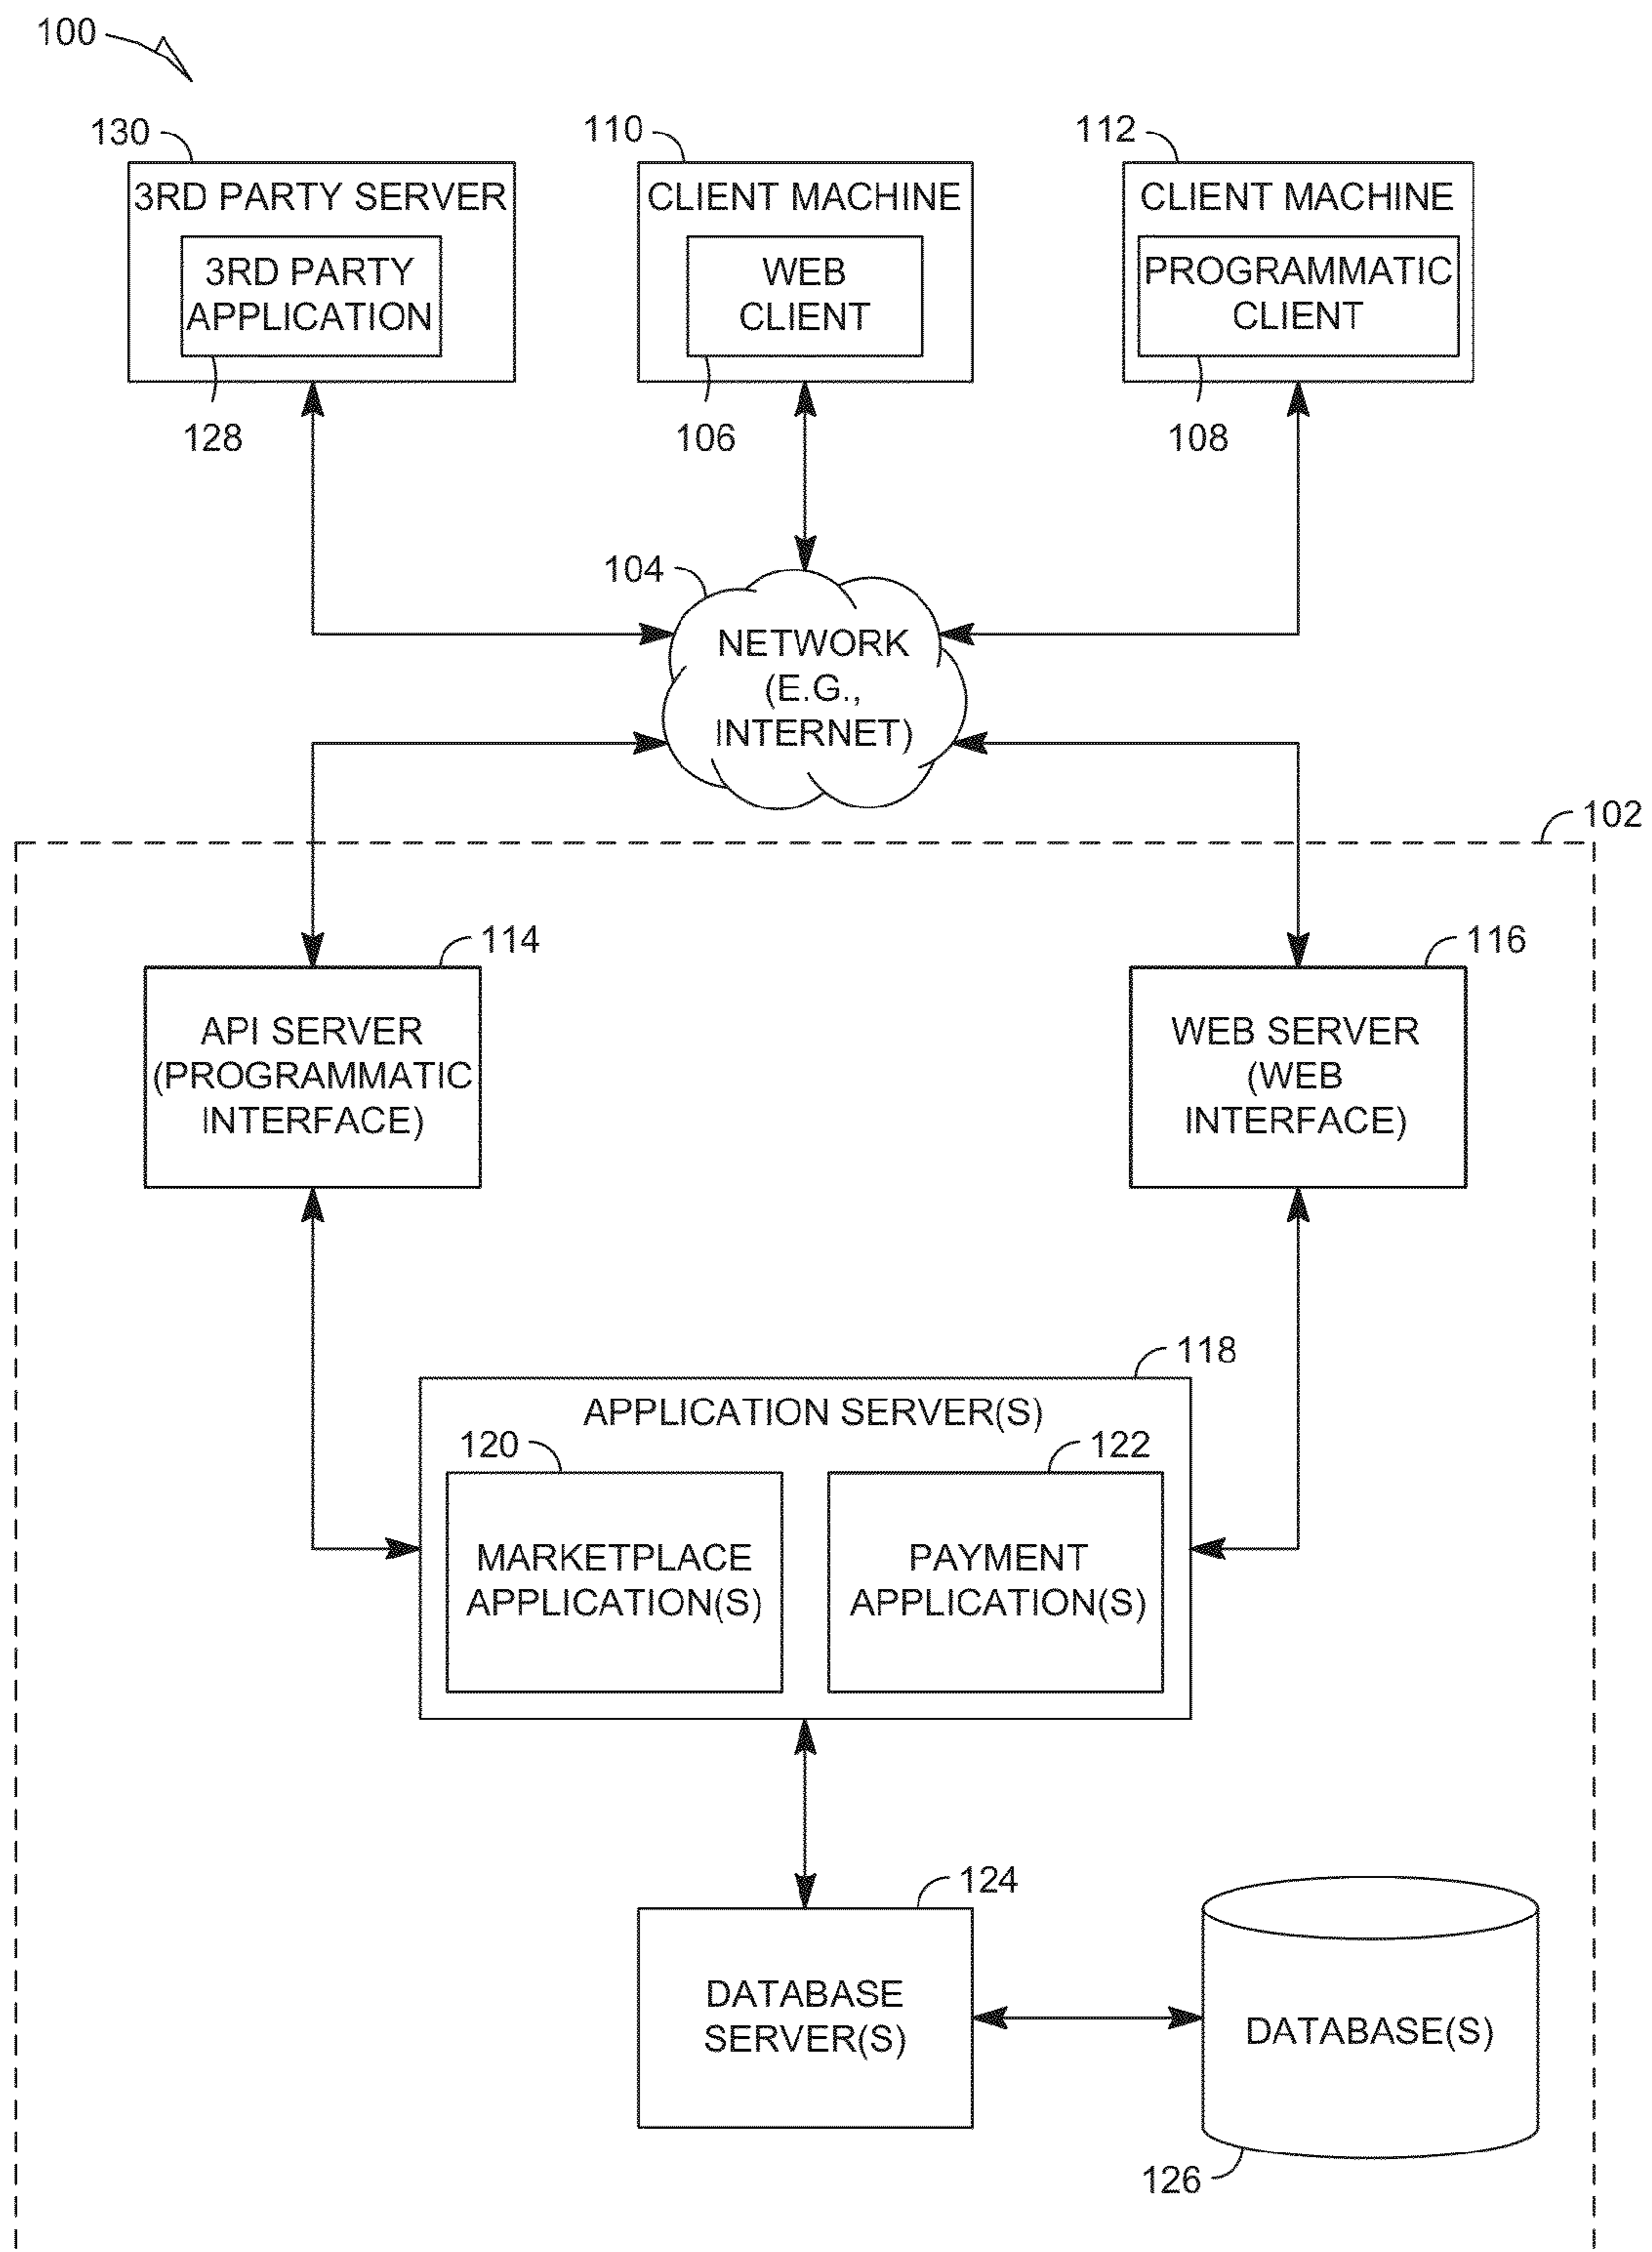 100
130
110
112
3RD PARTY SERVER
CLIENT MACHINE
CLIENT MACHINE
3RD PARTY
APPLICATION
WEB
CLIENT
PROGRAMMATIC
CLIENT
128
106
108
104
NETWORK
(E.G.,
INTERNET)
102
114
116
API SERVER
(PROGRAMMATIC
INTERFACE)
WEB SERVER
(WEB
INTERFACE)
118
APPLICATION SERVER(S)
120
122
MARKETPLACE
APPLICATION(S)
PAYMENT
APPLICATION(S)
124
DATABASE
SERVER(S)
DATABASE(S)
126